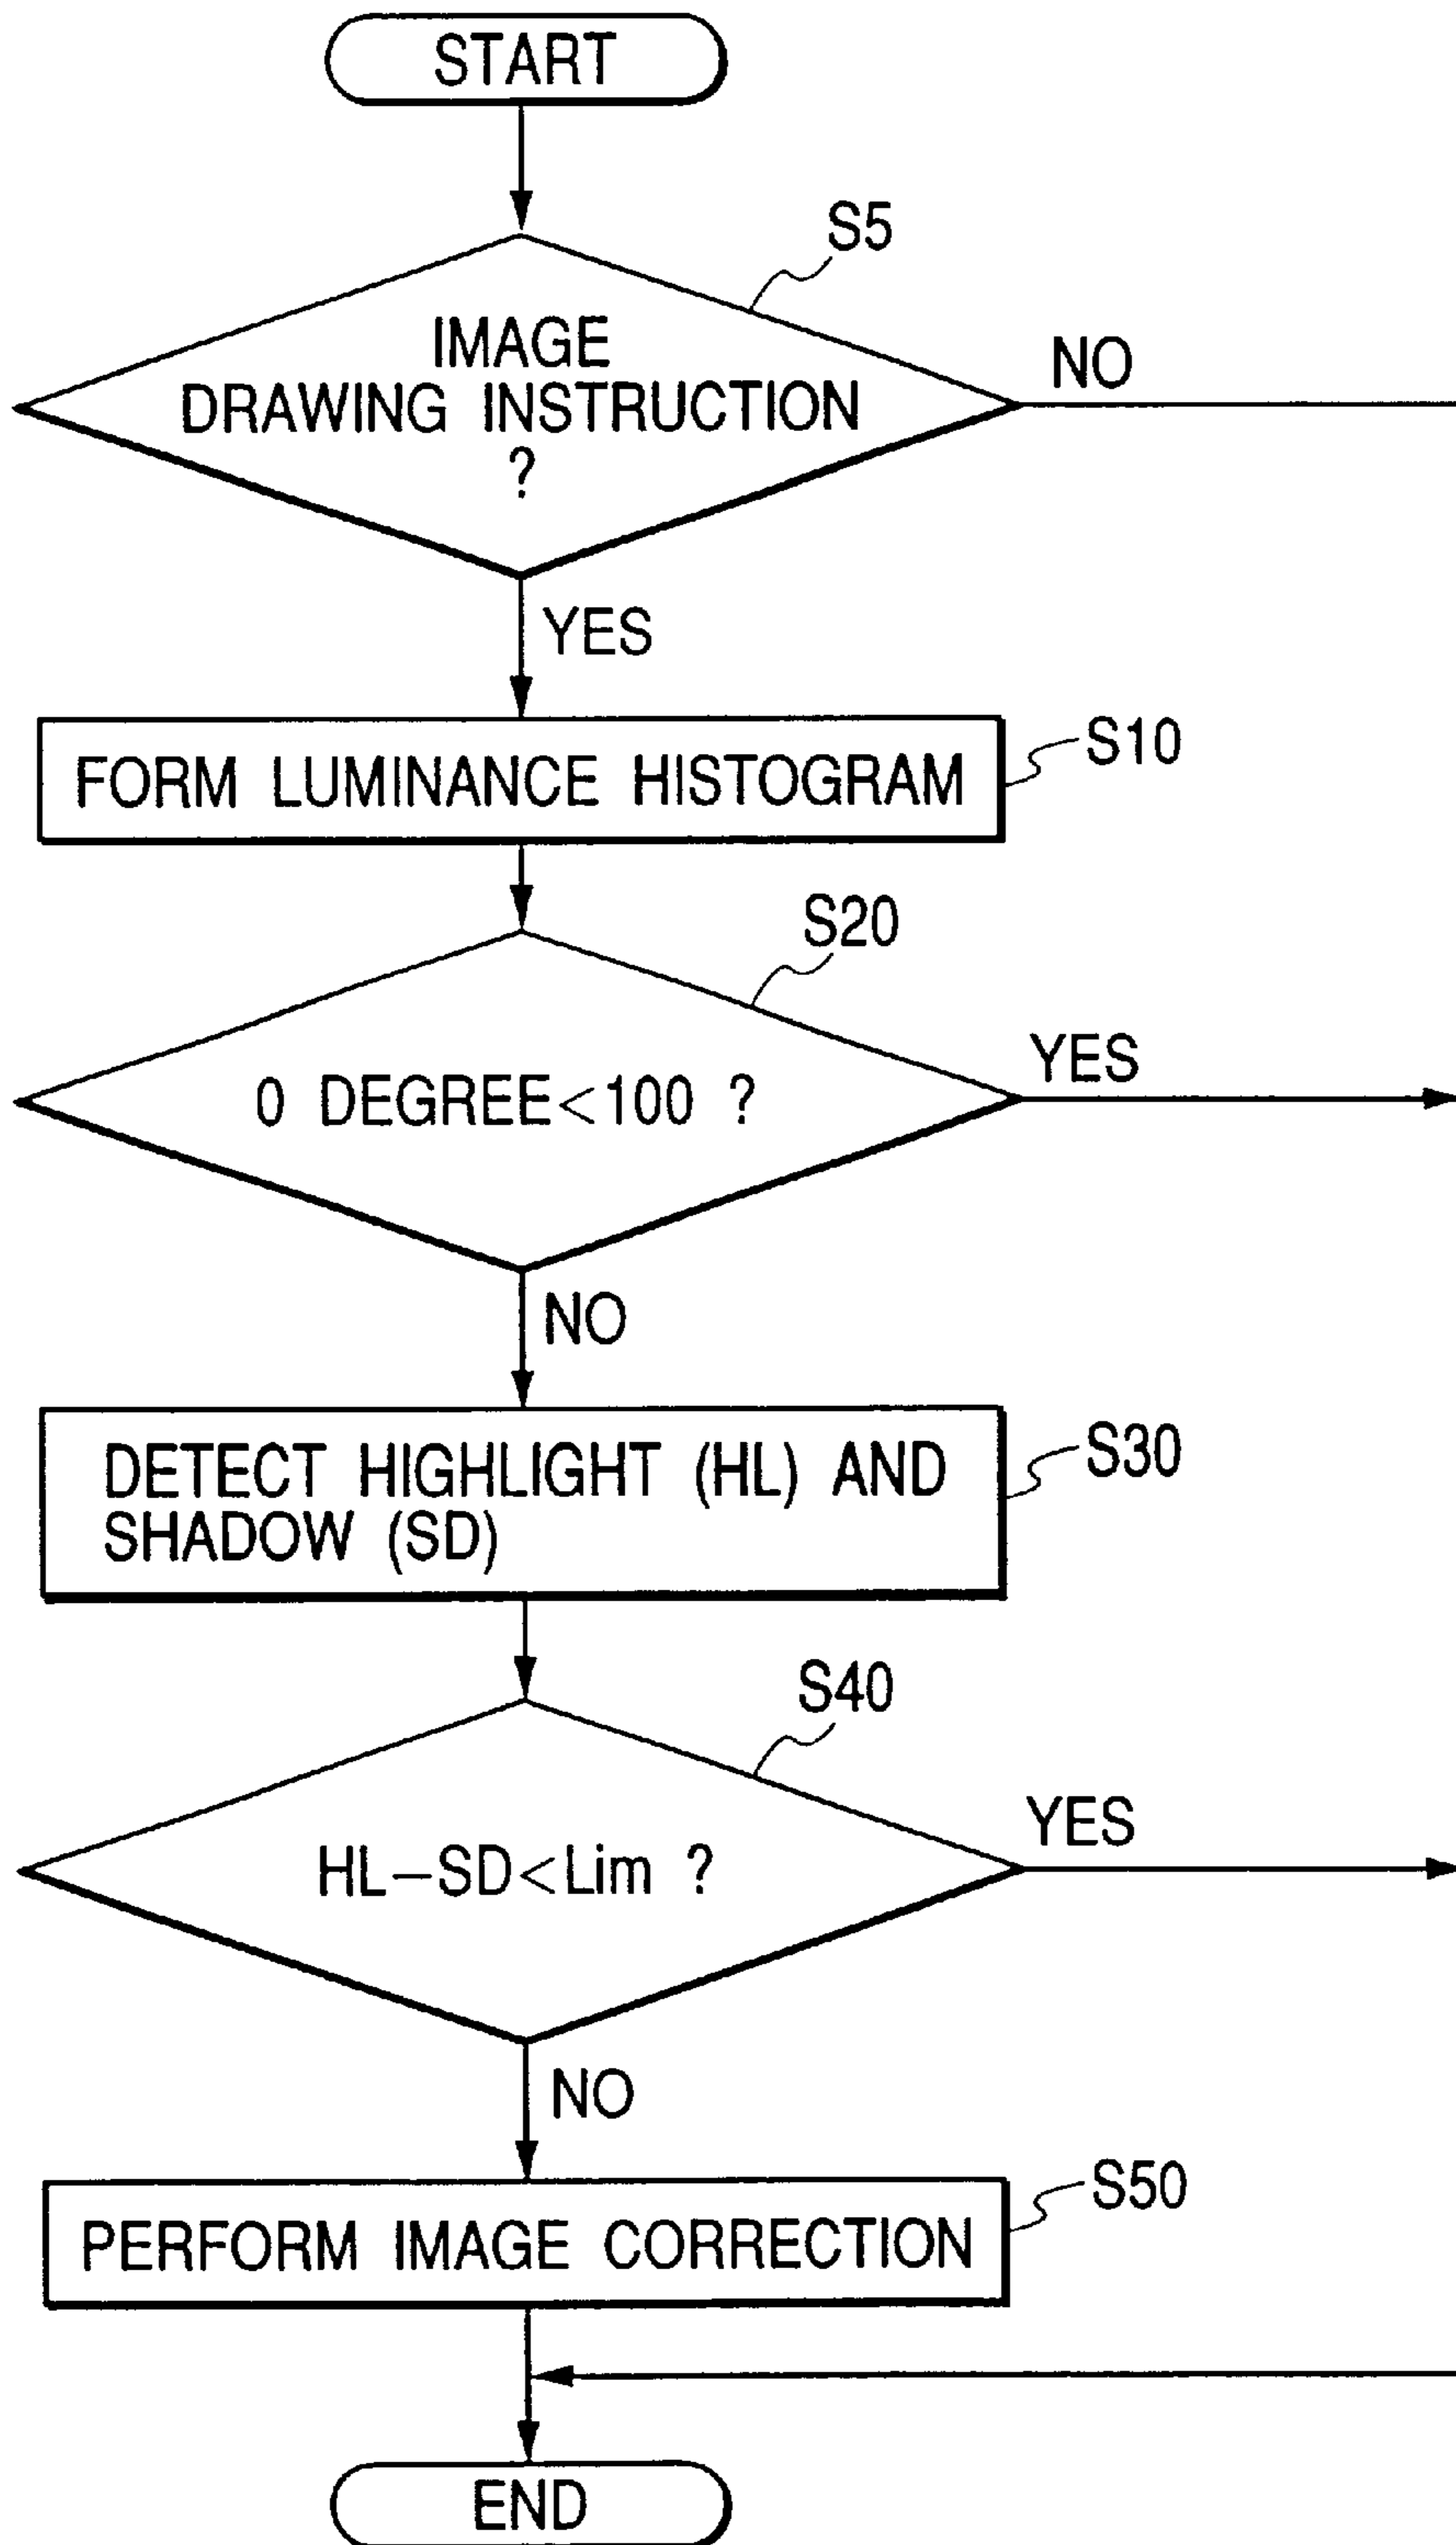 START
S5
IMAGE
DRAWING INSTRUCTION
?
NO
YES
FORM LUMINANCE HISTOGRAM
S10
S20
0 DEGREE<100 ?
YES
NO
DETECT HIGHLIGHT (HL) AND
SHADOW (SD)
S30
S40
HL-SD<Lim ?
YES
NO
PERFORM IMAGE CORRECTION
S50
END